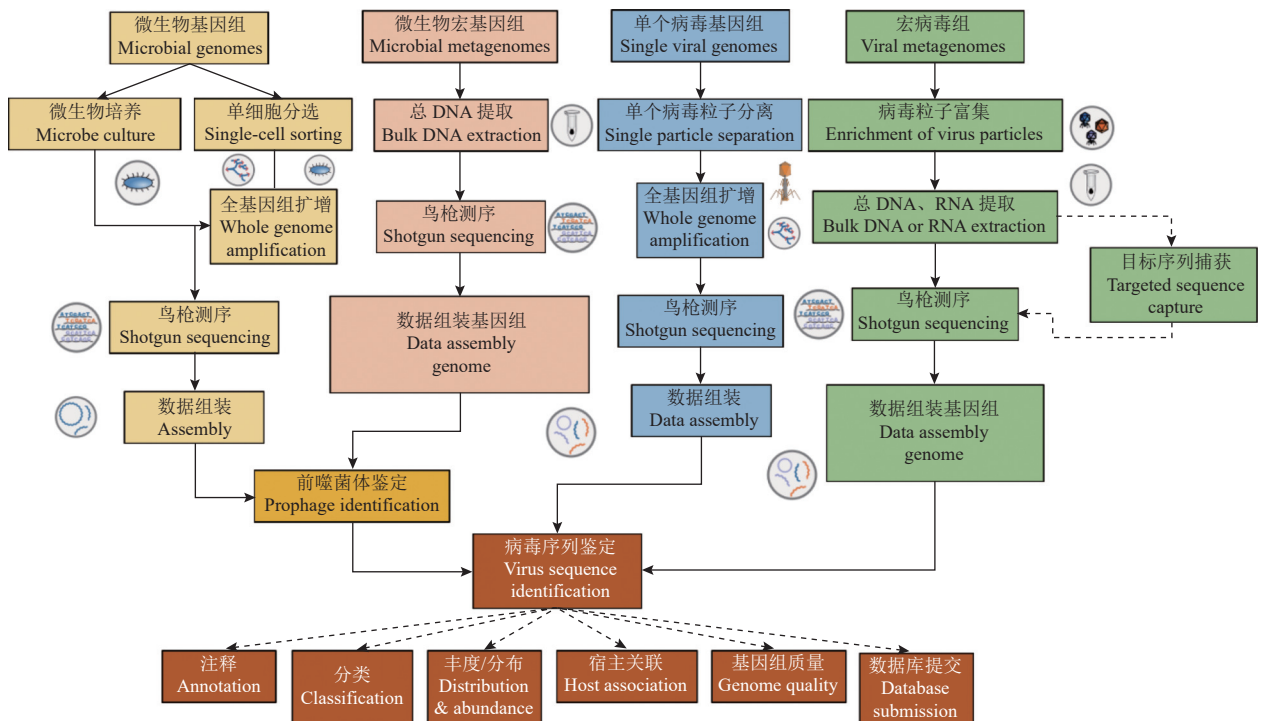 微生物基因组
Microbial genomes
微生物宏基因组
Microbial metagenomes
单个病毒基因组
Single viral genomes
宏病毒组
Viral metagenomes
微生物培养
Microbe culture
单细胞分选
Single-cell sorting
总 DNA 提取
Bulk DNA extraction
单个病毒粒子分离
Single particle separation
病毒粒子富集
Enrichment of virus particles
全基因组扩增
Whole genome
amplification
鸟枪测序
Shotgun sequencing
全基因组扩增
Whole genome
amplification
总 DNA、RNA 提取
Bulk DNA or RNA extraction
目标序列捕获
Targeted sequence
capture
鸟枪测序
Shotgun sequencing
数据组装基因组
Data assembly
genome
鸟枪测序
Shotgun sequencing
鸟枪测序
Shotgun sequencing
数据组装
Assembly
数据组装
Data assembly
数据组装基因组
Data assembly
genome
前噬菌体鉴定
Prophage identification
病毒序列鉴定
Virus sequence
identification
注释
Annotation
分类
Classification
丰度/分布
Distribution
& abundance
宿主关联
Host association
基因组质量
Genome quality
数据库提交
Database
submission